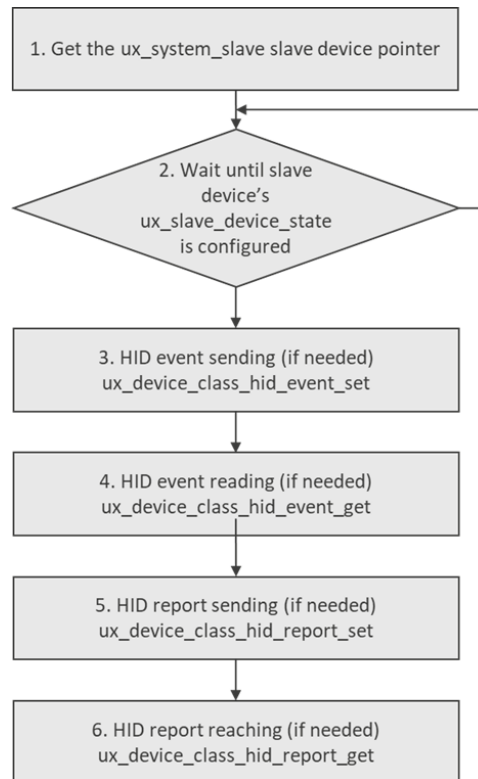 1. Get the ux_system_slave slave device pointer
2. Wait until slave
device's
ux_slave_device_state
is configured
3. HID event sending (if needed)
ux_device_class_hid_event_set
4. HID event reading (if needed)
ux_device_class_hid_event_get
5. HID report sending (if needed)
ux_device_class_hid_report_set
6. HID report reaching (if needed)
ux_device_class_hid_report_get